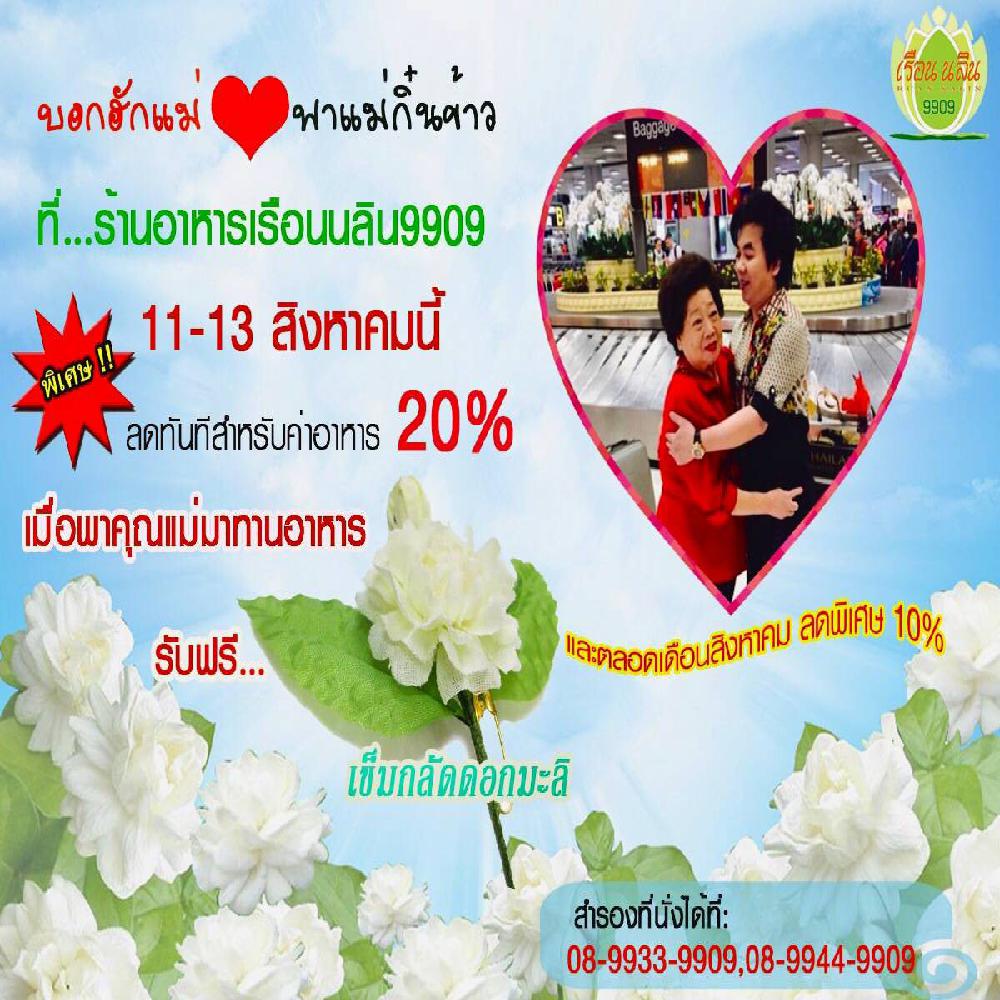 บอกฮักแม่ พาแม่กิ๋นข้าว
ที่...ร้านอาหารเรือนนลิน9909
11-13 สิงหาคมนี้
พิเศษ !!
ลดทันทีสำหรับค่าอาหาร 20%
เมื่อพาคุณแม่มาทานอาหาร
รับฟรี...
เข็มกลัดดอกมะลิ
และตลอดเดือนสิงหาคม ลดพิเศษ 10%
สำรองที่นั่งได้ที่:
08-9933-9909,08-9944-9909
เรือนนลิน
RUAN NALIN
9909
Baggage